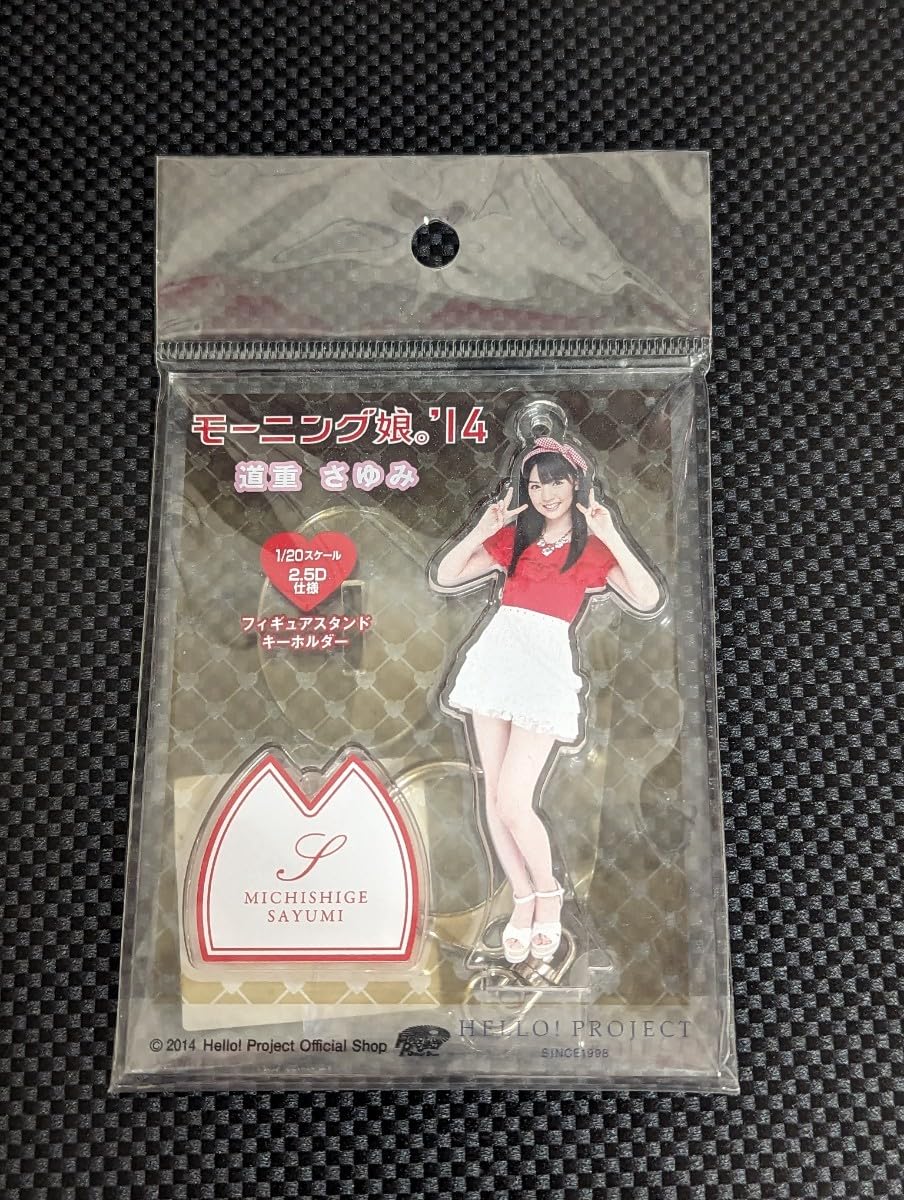 モーニング娘。'14
道重 さゆみ
1/20スケール
2.5D
仕様
フィギュアスタンド
キーホルダー
S
MICHISHIGE
SAYUMI
© 2014 Hello! Project Official Shop
HELLO! PROJECT
SINCE1998